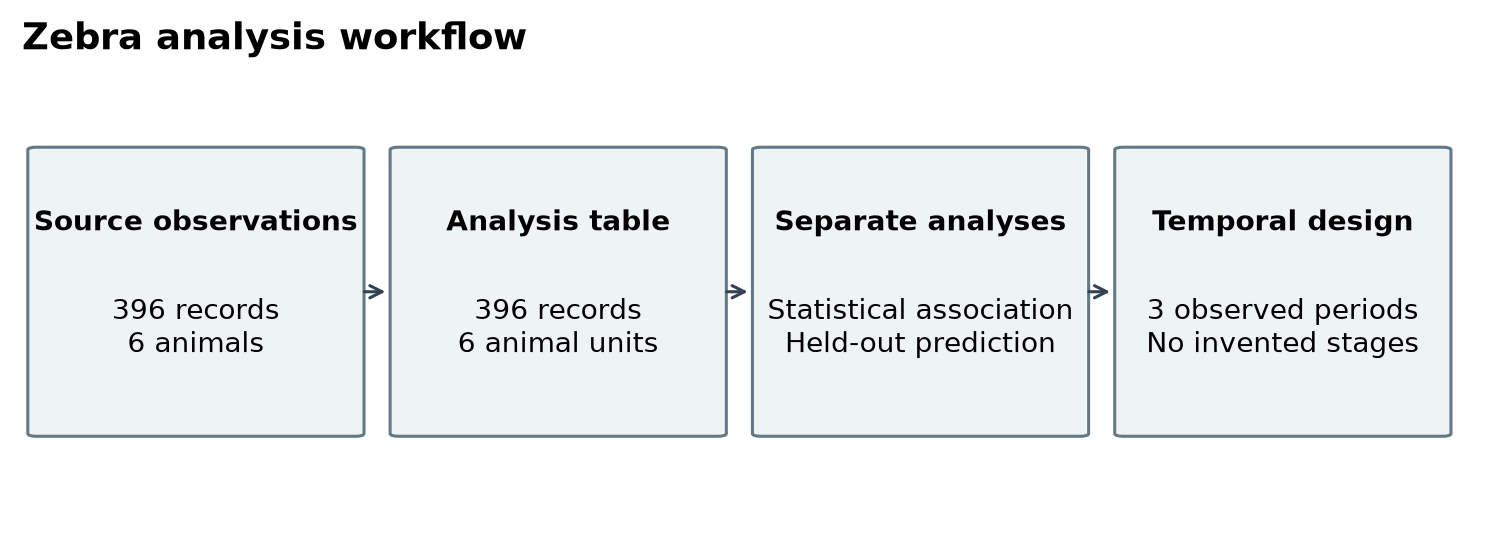 Zebra analysis workflow
Source observations
396 records
6 animals
Analysis table
396 records
6 animal units
Separate analyses
Statistical association
Held-out prediction
Temporal design
3 observed periods
No invented stages